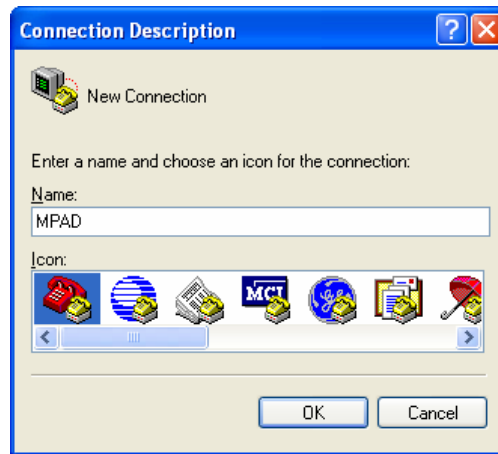 Connection Description
New Connection
Enter a name and choose an icon for the connection:
Name:
MPAD
Icon:
MCI
OK Cancel